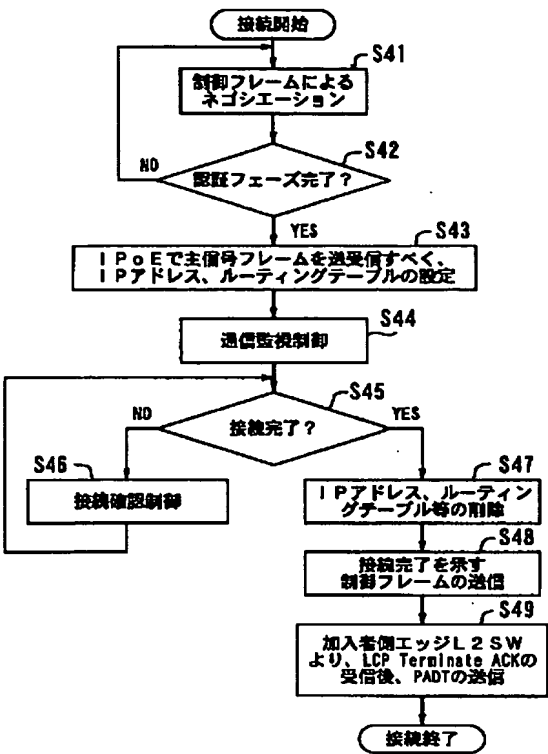 接続開始
S41
制御フレームによる
ネゴシエーション
S42
NO
認証フェーズ完了？
YES
S43
ＩＰｏＥで主信号フレームを送受信すべく、
ＩＰアドレス、ルーティングテーブルの設定
S44
通信監視制御
S45
NO
接続完了？
YES
S46
接続確認制御
S47
ＩＰアドレス、ルーティン
グテーブル等の削除
S48
接続完了を示す
制御フレームの送信
S49
加入者側エッジＬ２ＳＷ
より、LCP Terminate ACKの
受信後、PADTの送信
接続終了